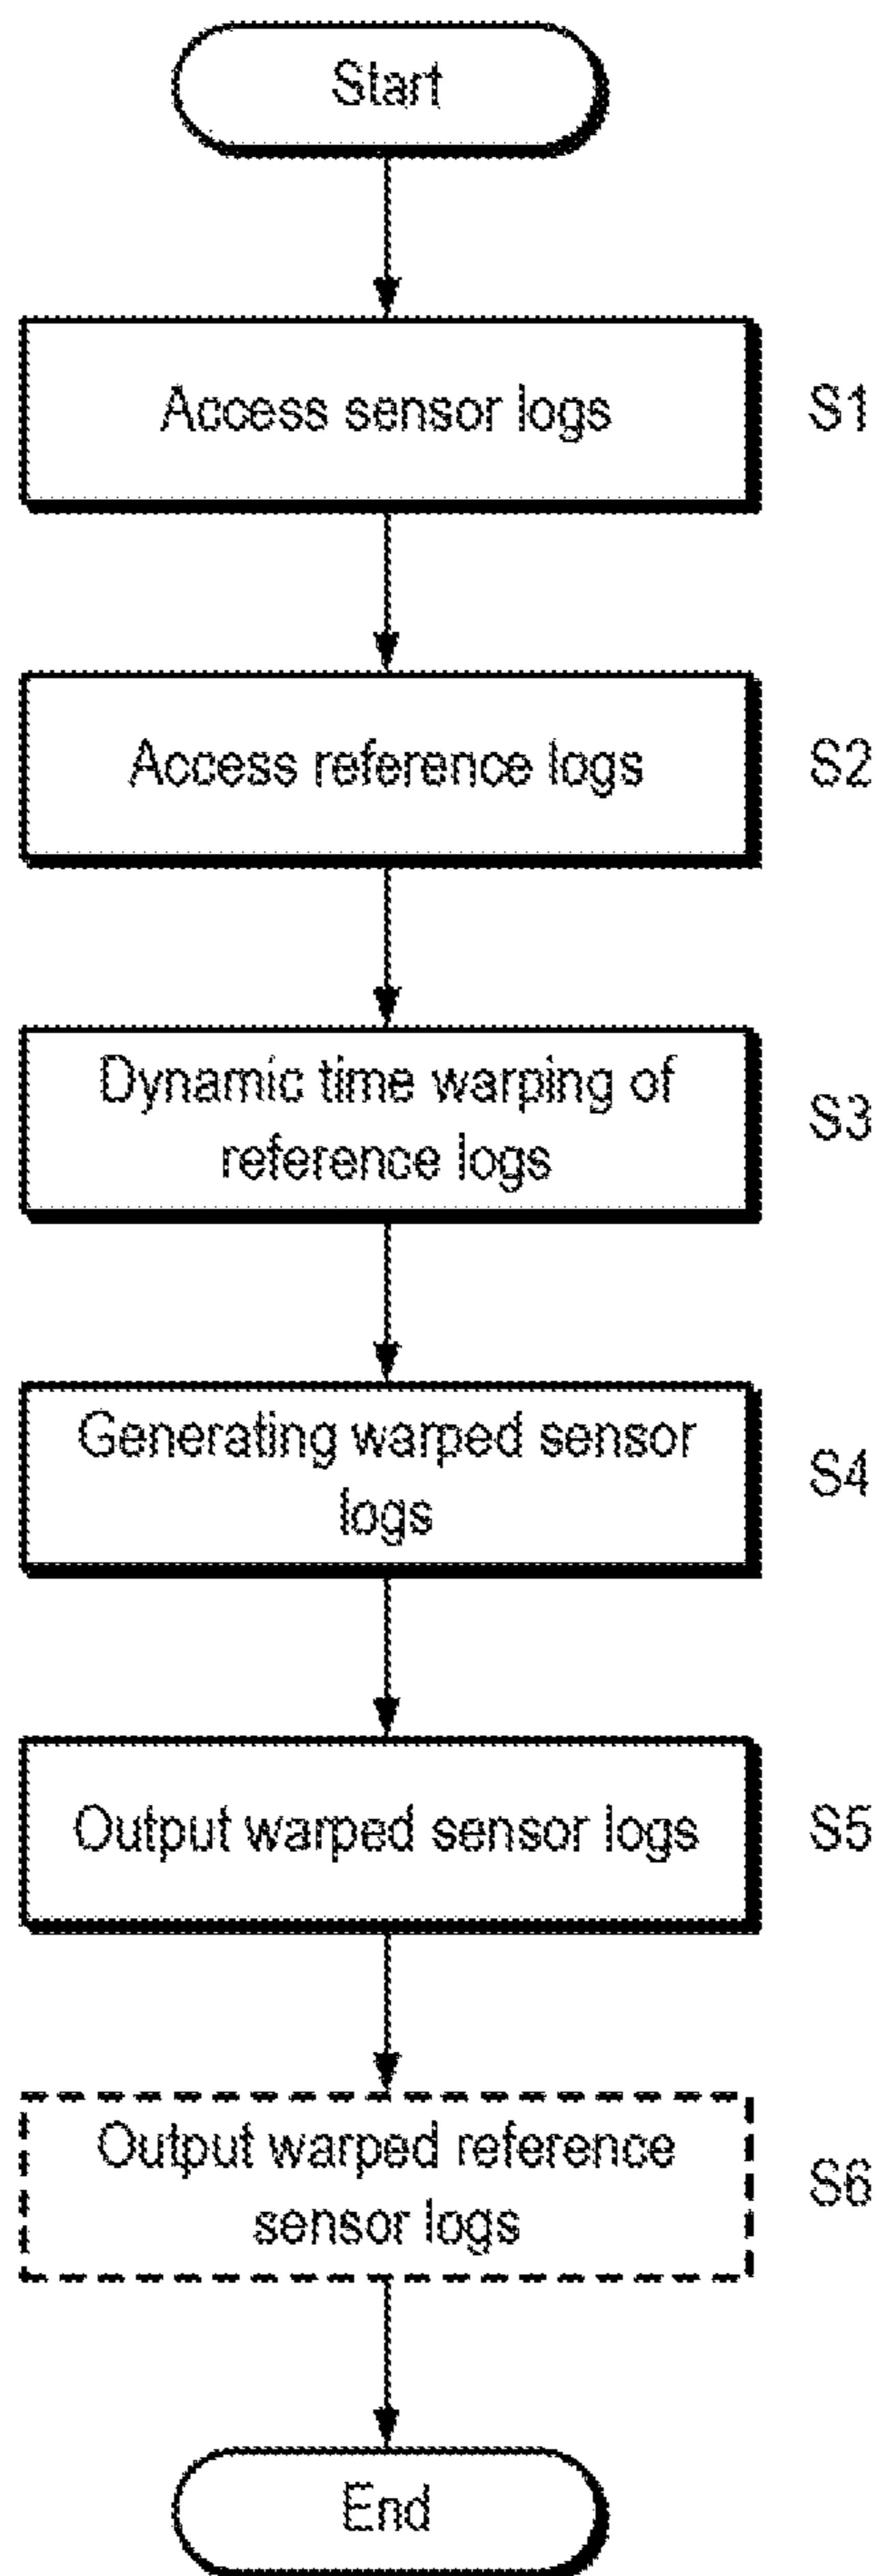 Start
Access sensor logs
S1
Access reference logs
S2
Dynamic time warping of
reference logs
S3
Generating warped sensor
logs
S4
Output warped sensor logs
S5
Output warped reference
sensor logs
S6
End